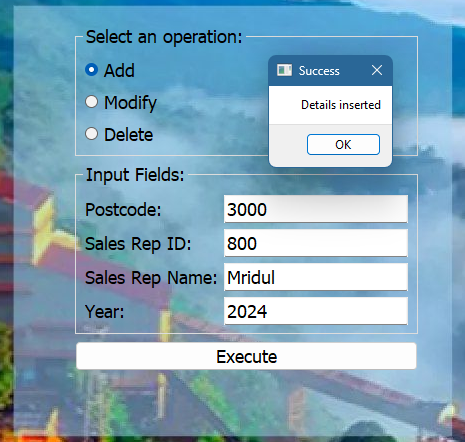 Select an operation:
Add
Modify
Delete
Success
Details inserted
OK
Input Fields:
Postcode: 3000
Sales Rep ID: 800
Sales Rep Name: Mridul
Year: 2024
Execute